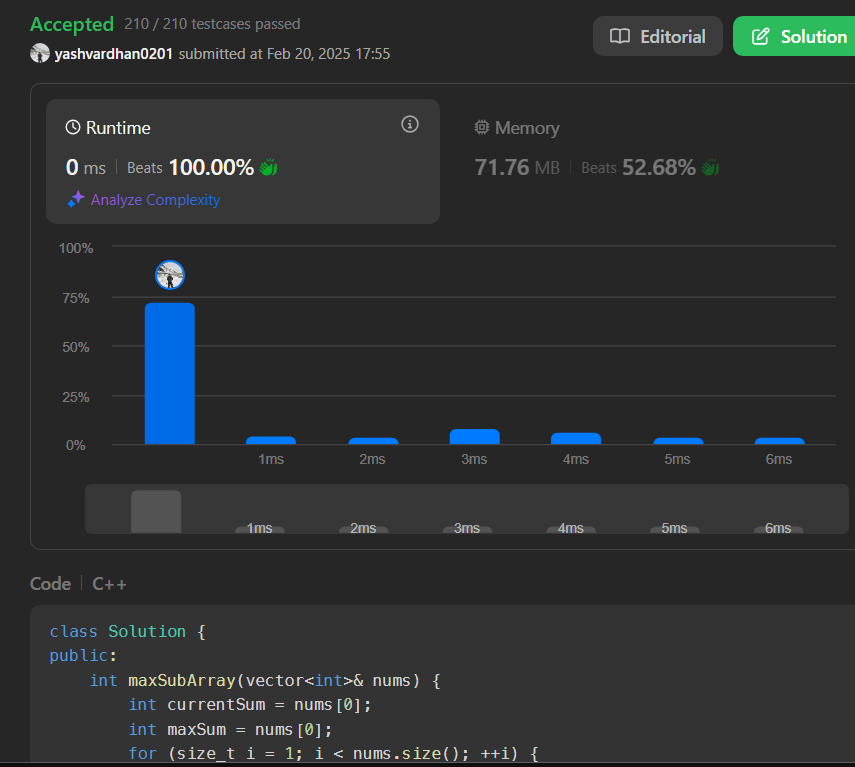 Accepted 210 / 210 testcases passed
yashvardhan0201 submitted at Feb 20, 2025 17:55
Editorial
Solution
Runtime
0 ms Beats 100.00%
Analyze Complexity
Memory
71.76 MB Beats 52.68%
100%
75%
50%
25%
0%
1ms 2ms 3ms 4ms 5ms 6ms
1ms 2ms 3ms 4ms 5ms 6ms
Code C++
class Solution {
public:
    int maxSubArray(vector<int>& nums) {
        int currentSum = nums[0];
        int maxSum = nums[0];
        for (size_t i = 1; i < nums.size(); ++i) {